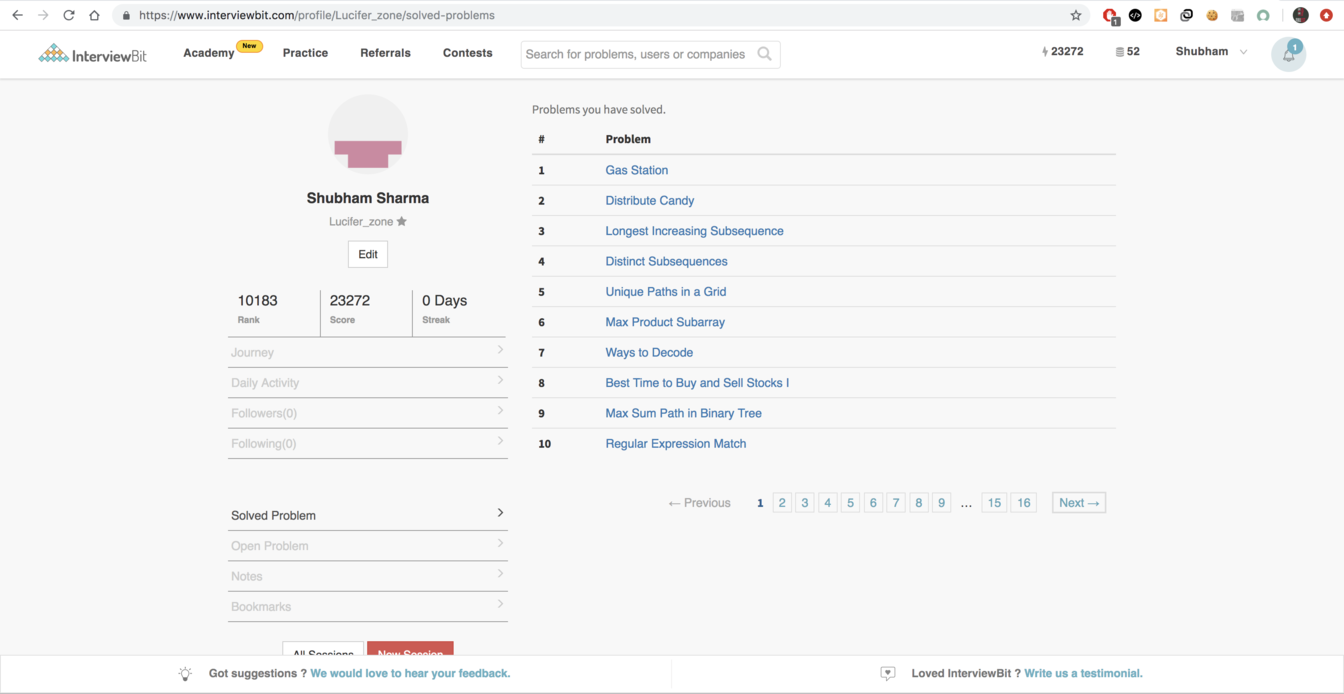 https://www.interviewbit.com/profile/Lucifer_zone/solved-problems
1
InterviewBit
Academy New
Practice
Referrals
Contests
Search for problems, users or companies
23272
52
Shubham
1
Shubham Sharma
Lucifer_zone
Edit
10183 23272 0 Days
Rank Score Streak
Journey
Daily Activity
Followers(0)
Following(0)
Solved Problem
Open Problem
Notes
Bookmarks
All Sessions New Session
Problems you have solved.
# Problem
1 Gas Station
2 Distribute Candy
3 Longest Increasing Subsequence
4 Distinct Subsequences
5 Unique Paths in a Grid
6 Max Product Subarray
7 Ways to Decode
8 Best Time to Buy and Sell Stocks I
9 Max Sum Path in Binary Tree
10 Regular Expression Match
← Previous 1 2 3 4 5 6 7 8 9 ... 15 16 Next →
Got suggestions ? We would love to hear your feedback.
Loved InterviewBit ? Write us a testimonial.